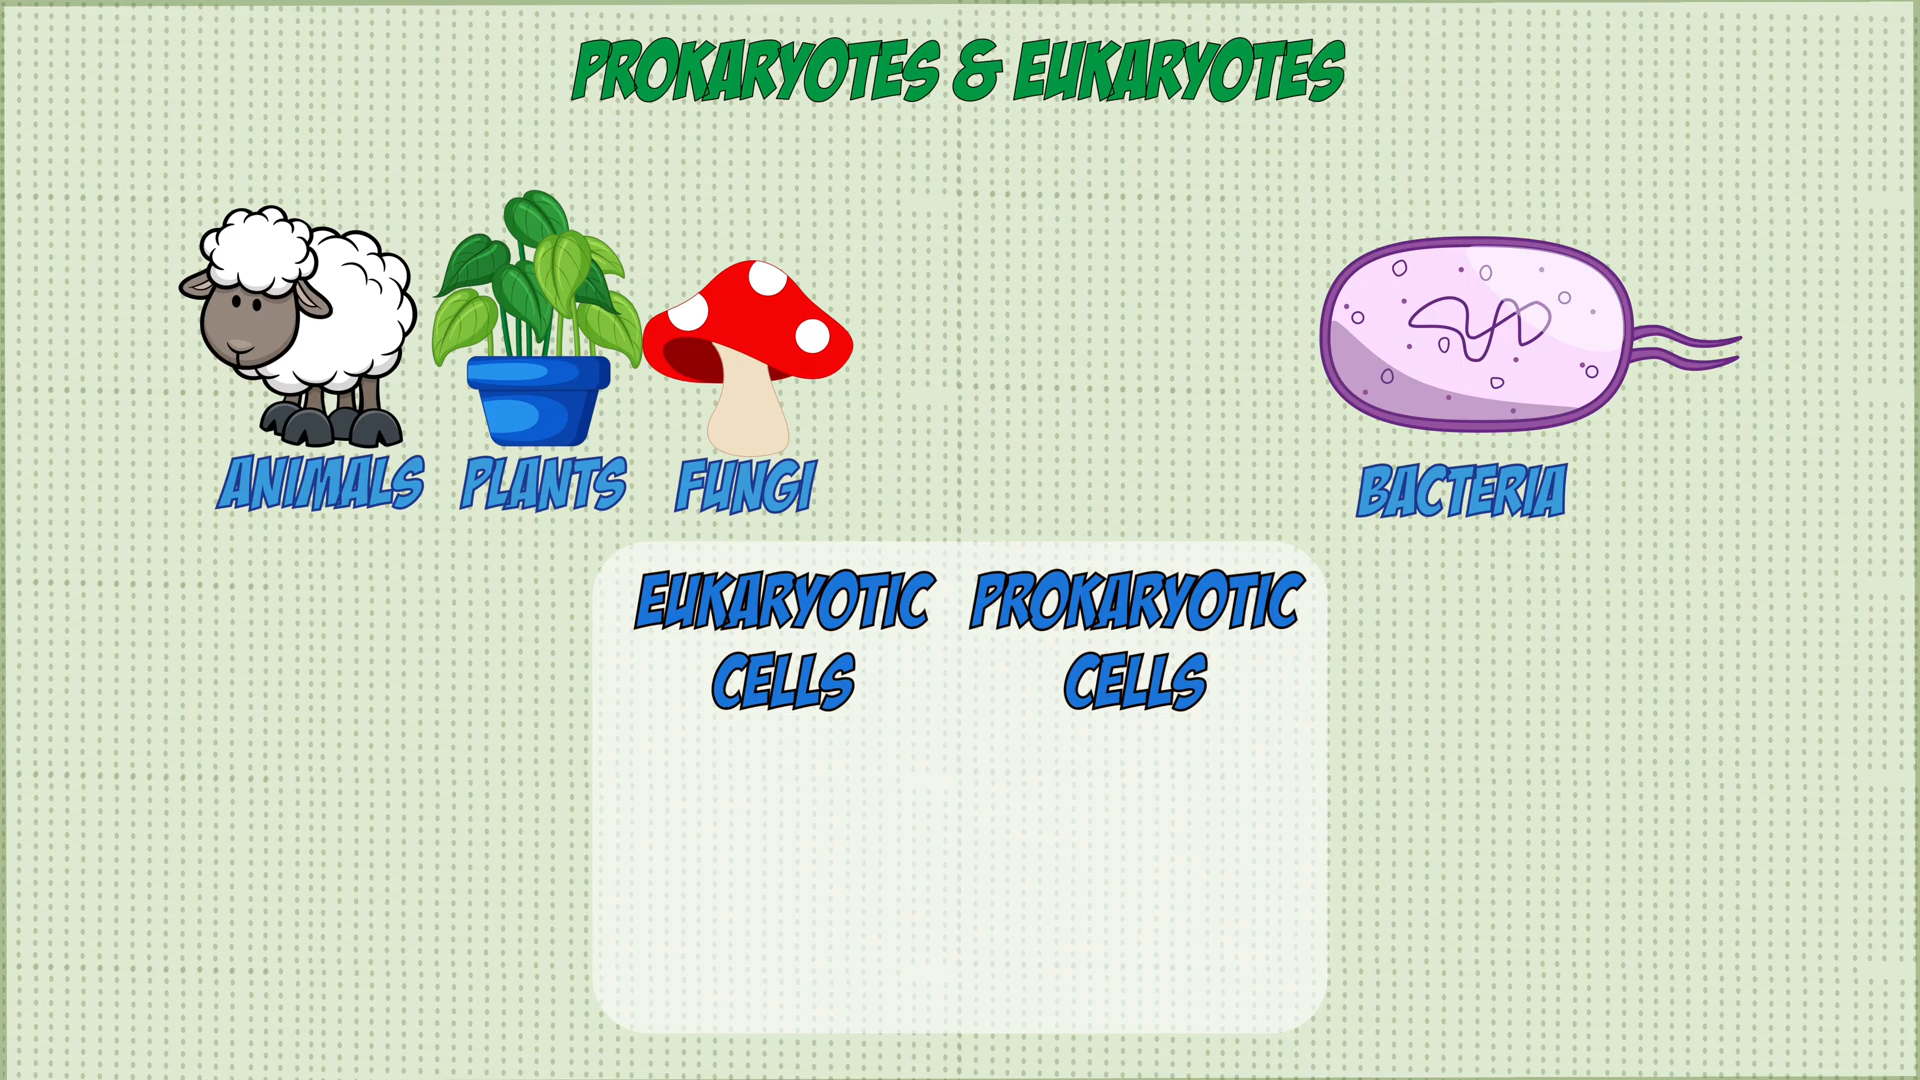 PROKARYOTES & EUKARYOTES
ANIMALS PLANTS FUNGI BACTERIA
EUKARYOTIC PROKARYOTIC
CELLS CELLS